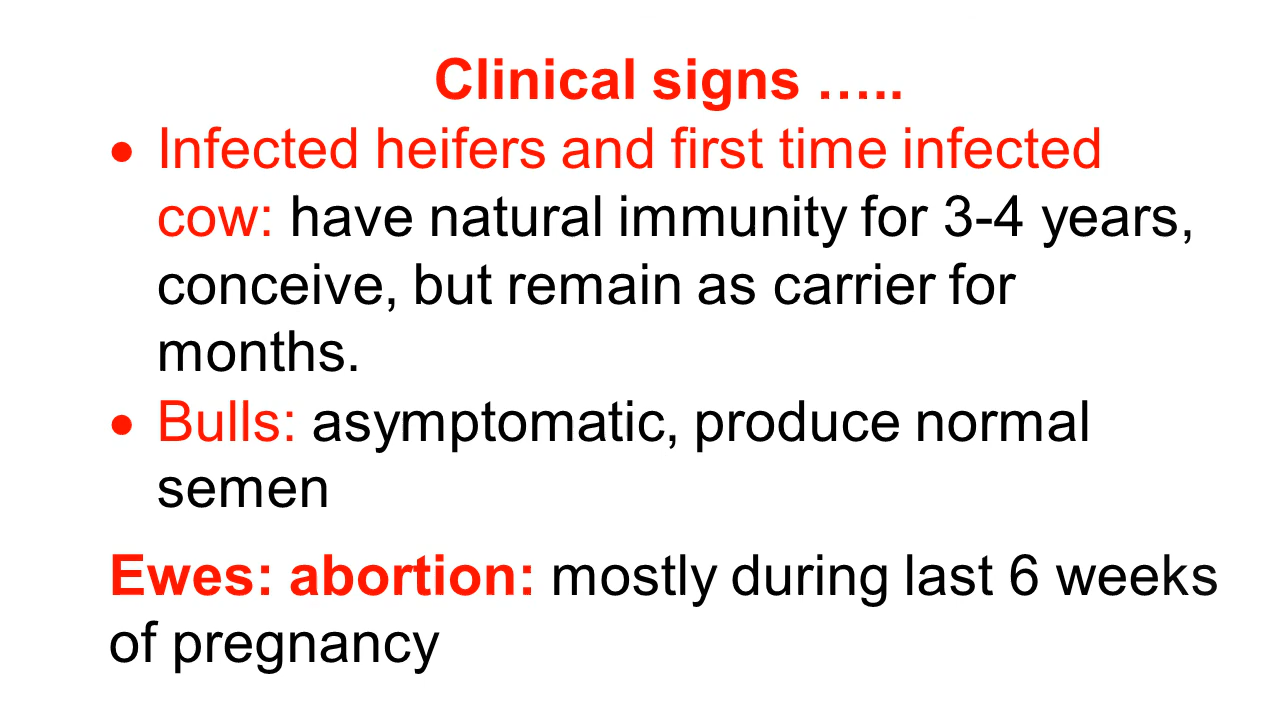 Clinical signs …..
• Infected heifers and first time infected
cow: have natural immunity for 3-4 years,
conceive, but remain as carrier for
months.
• Bulls: asymptomatic, produce normal
semen
Ewes: abortion: mostly during last 6 weeks
of pregnancy